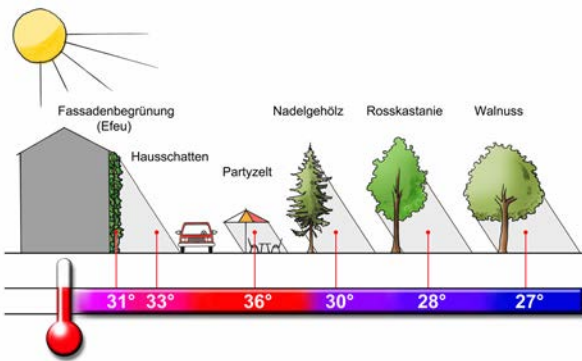 Fassadenbegrünung
(Efeu)
Hausschatten
Partyzelt
Nadelgehölz
Rosskastanie
Walnuss
31° 33° 36° 30° 28° 27°